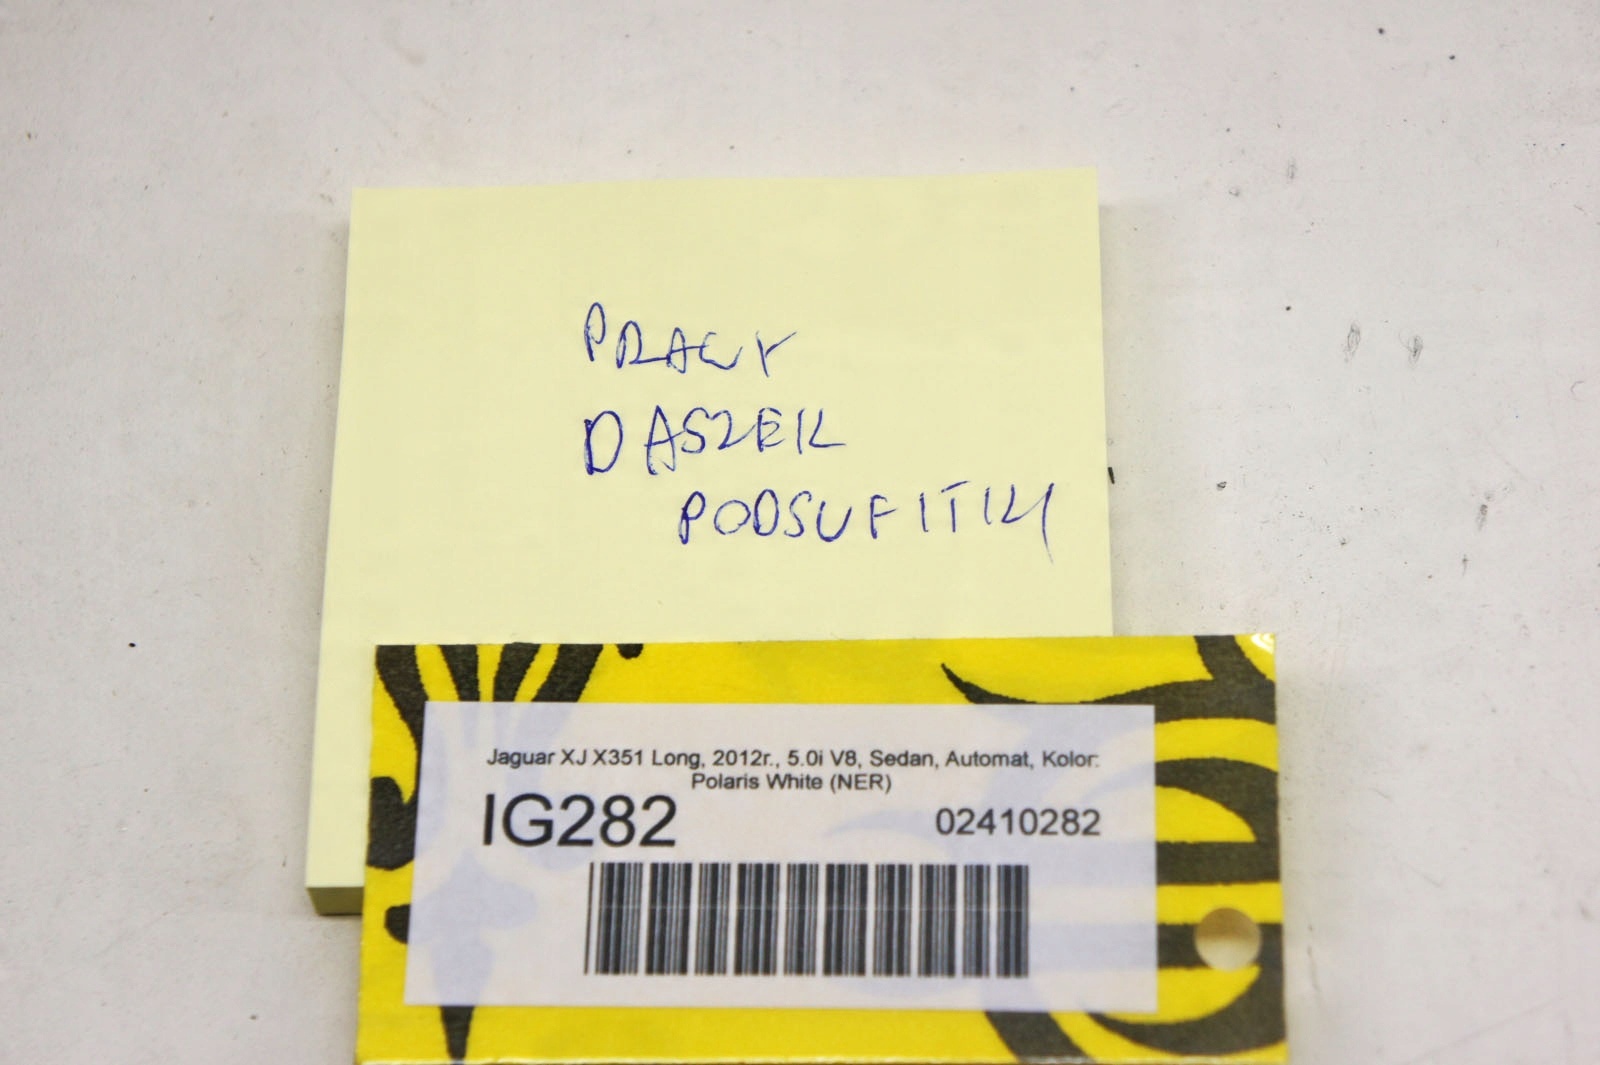 PRAWY
DASZEK
PODSUFITKI
Jaguar XJ X351 Long, 2012r., 5.0i V8, Sedan, Automat, Kolor:
Polaris White (NER)
IG282
02410282